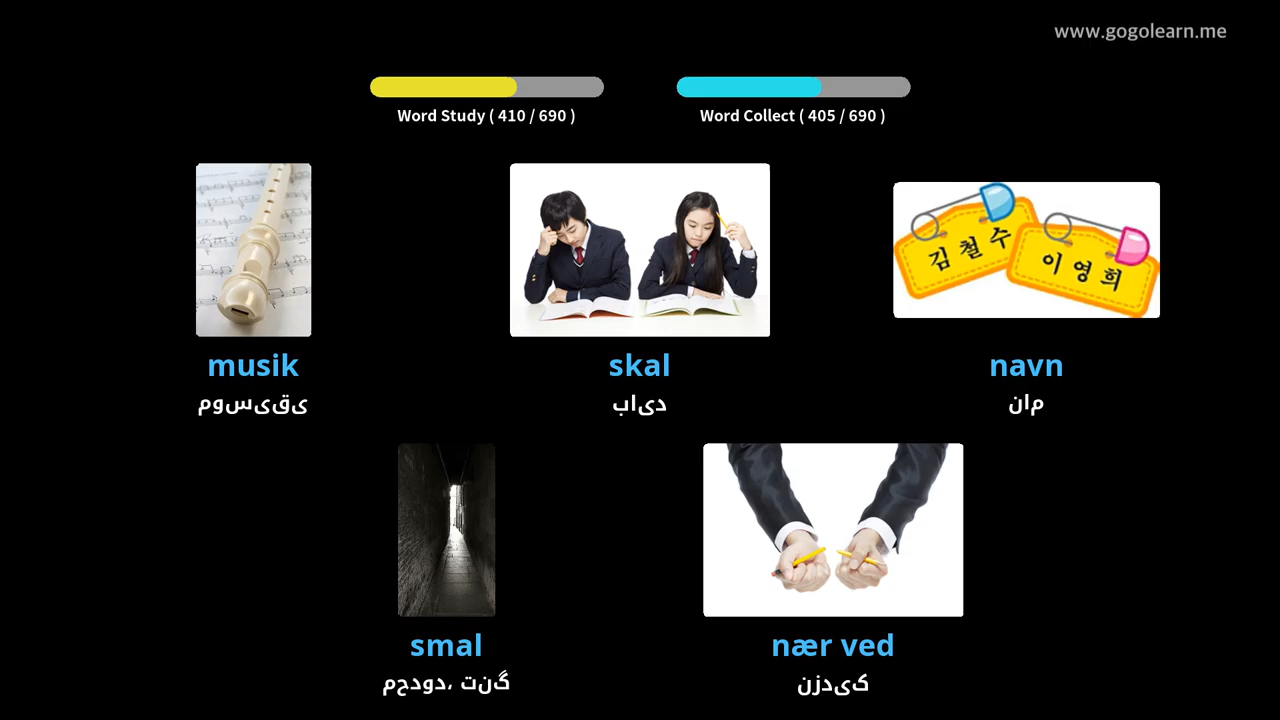 www.gogolearn.me
Word Study ( 410 / 690 )
Word Collect ( 405 / 690 )
김철수
이영희
musik
موسیقی
skal
باید
navn
نام
smal
محدود، تنگ
nær ved
نزدیک